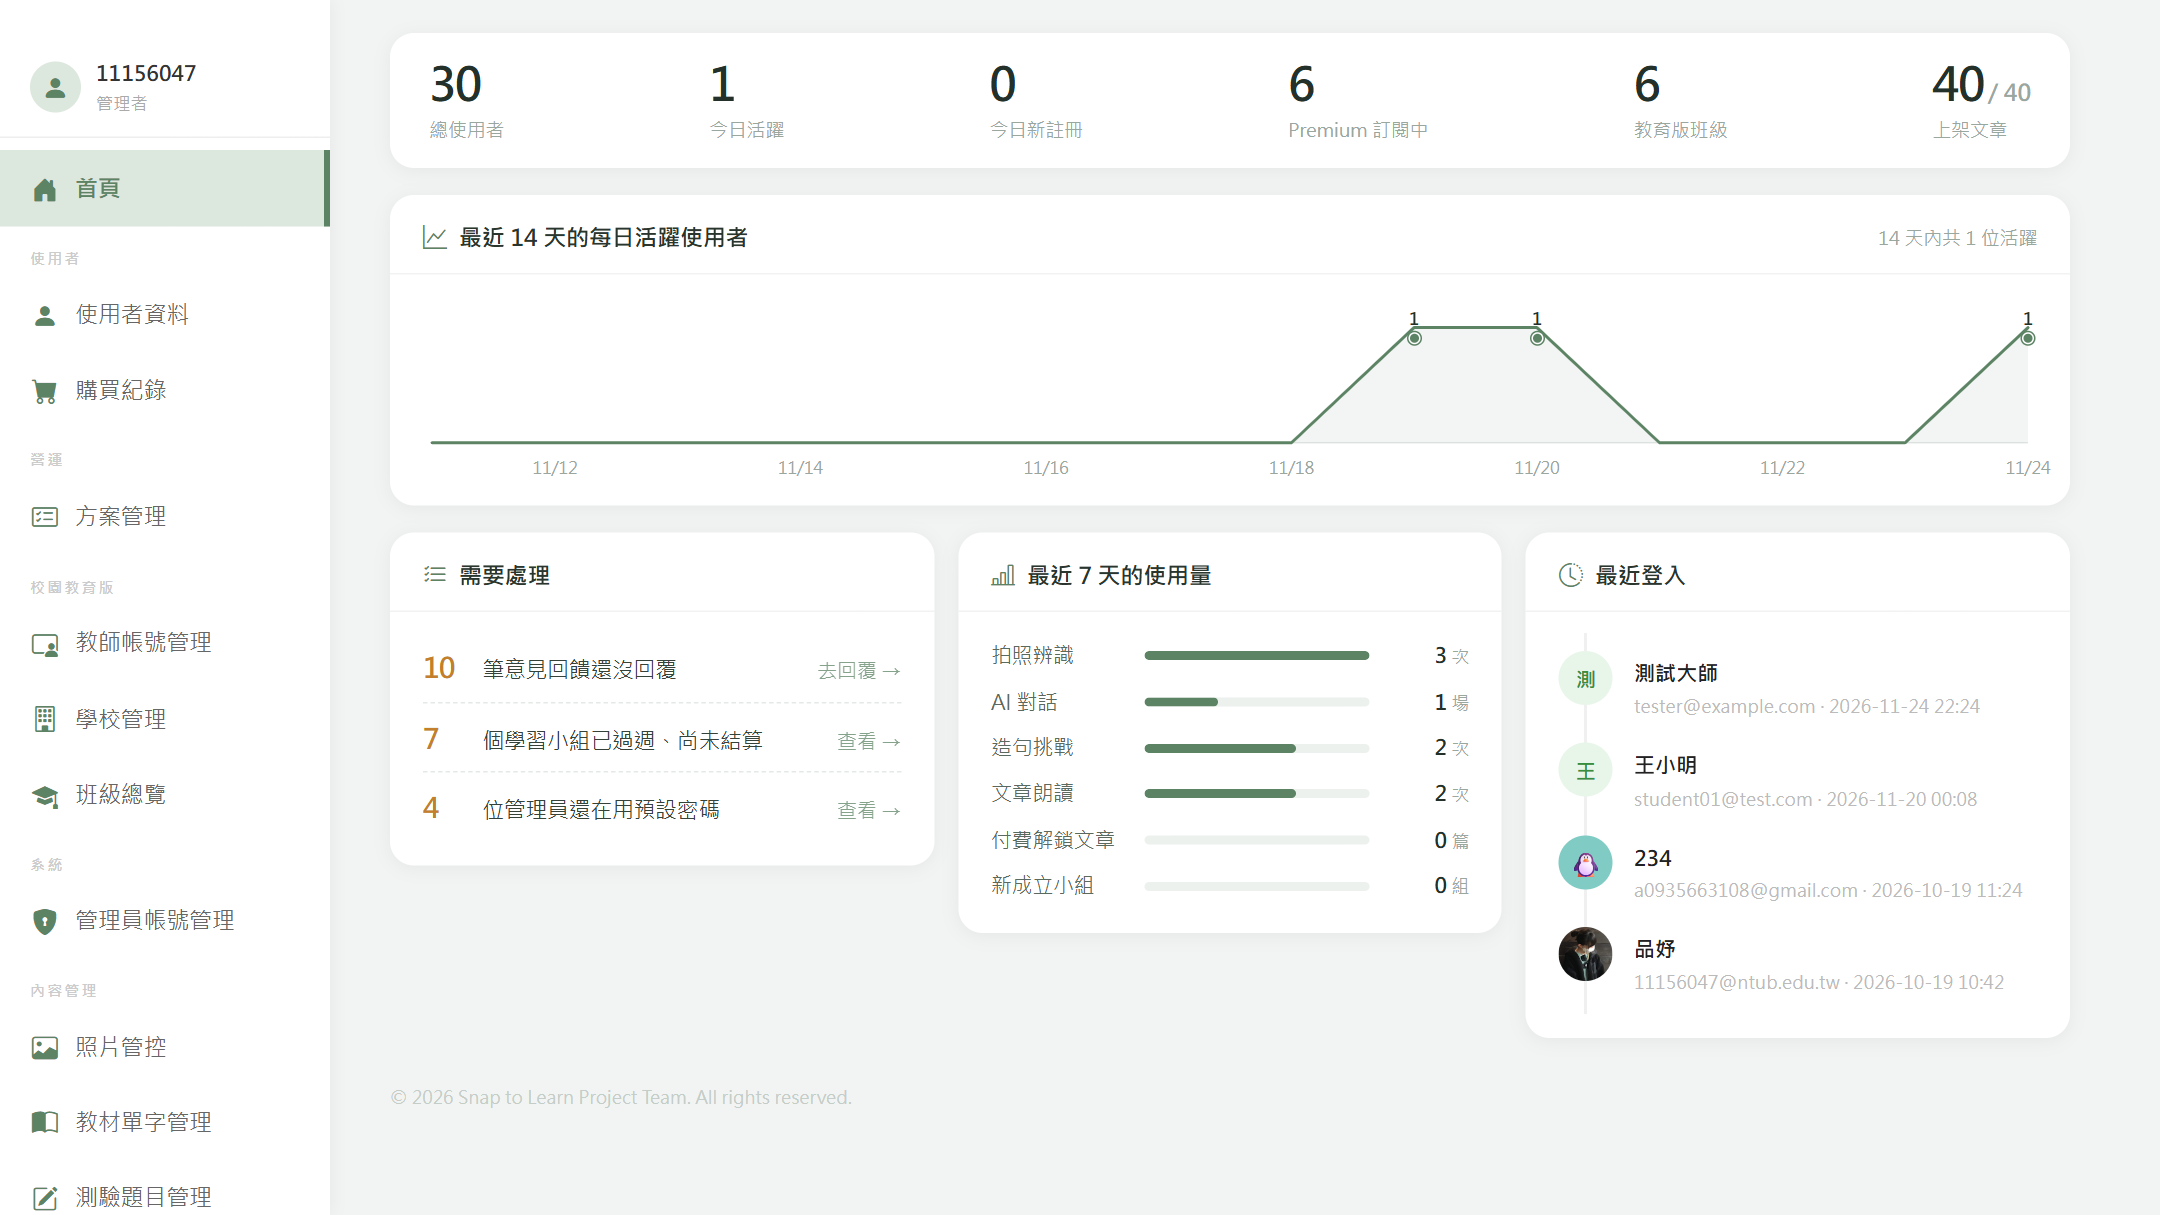 11156047
管理者
首頁
使用者
使用者資料
購買紀錄
營運
方案管理
校園教育版
教師帳號管理
學校管理
班級總覽
系統
管理員帳號管理
內容管理
照片管控
教材單字管理
測驗題目管理
30
總使用者
1
今日活躍
0
今日新註冊
6
Premium 訂閱中
6
教育版班級
40 / 40
上架文章
最近 14 天的每日活躍使用者
14 天內共 1 位活躍
1 1 1
11/12 11/14 11/16 11/18 11/20 11/22 11/24
需要處理
10 筆意見回饋還沒回覆 去回覆 →
7 個學習小組已過週、尚未結算 查看 →
4 位管理員還在用預設密碼 查看 →
最近 7 天的使用量
拍照辨識 3 次
AI 對話 1 場
造句挑戰 2 次
文章朗讀 2 次
付費解鎖文章 0 篇
新成立小組 0 組
最近登入
測
測試大師
tester@example.com · 2026-11-24 22:24
王
王小明
student01@test.com · 2026-11-20 00:08
234
a0935663108@gmail.com · 2026-10-19 11:24
品妤
11156047@ntub.edu.tw · 2026-10-19 10:42
© 2026 Snap to Learn Project Team. All rights reserved.